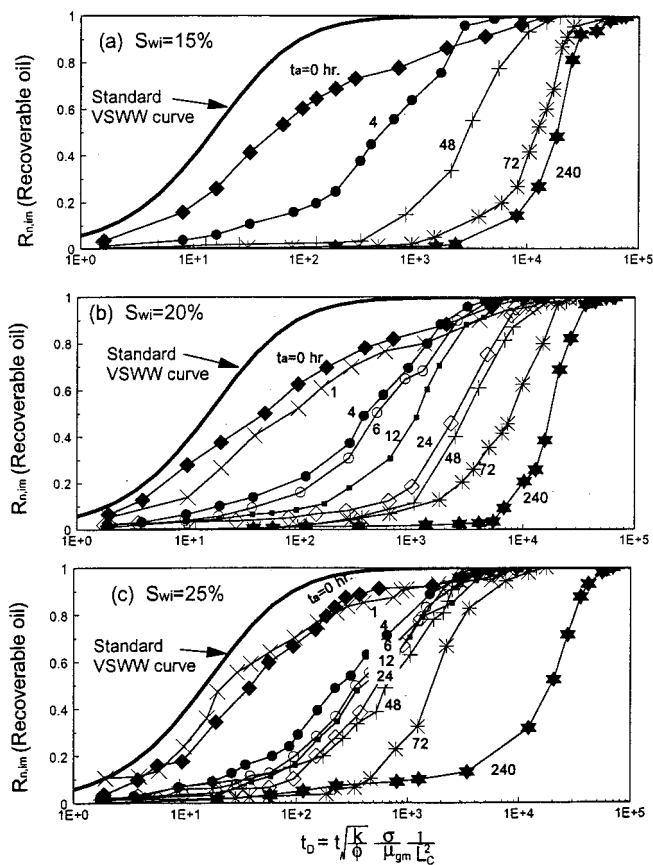 (a) Swi=15%
ta=0 hr.
Standard
VSWW curve
4
48
72
240
Rn,im (Recoverable oil)
1
0.8
0.6
0.4
0.2
0
1E+0 1E+1 1E+2 1E+3 1E+4 1E+5
(b) Swi=20%
Standard
VSWW curve
ta=0 hr.
1
4
6
12
24
48
72
240
Rn,im (Recoverable oil)
1
0.8
0.6
0.4
0.2
0
1E+0 1E+1 1E+2 1E+3 1E+4 1E+5
(c) Swi=25%
Standard
VSWW curve
ta=0 hr.
1
4
6
12
24
48
72
240
Rn,im (Recoverable oil)
1
0.8
0.6
0.4
0.2
0
1E+0 1E+1 1E+2 1E+3 1E+4 1E+5
tD = t√k/φ σ/μgm 1/L²C